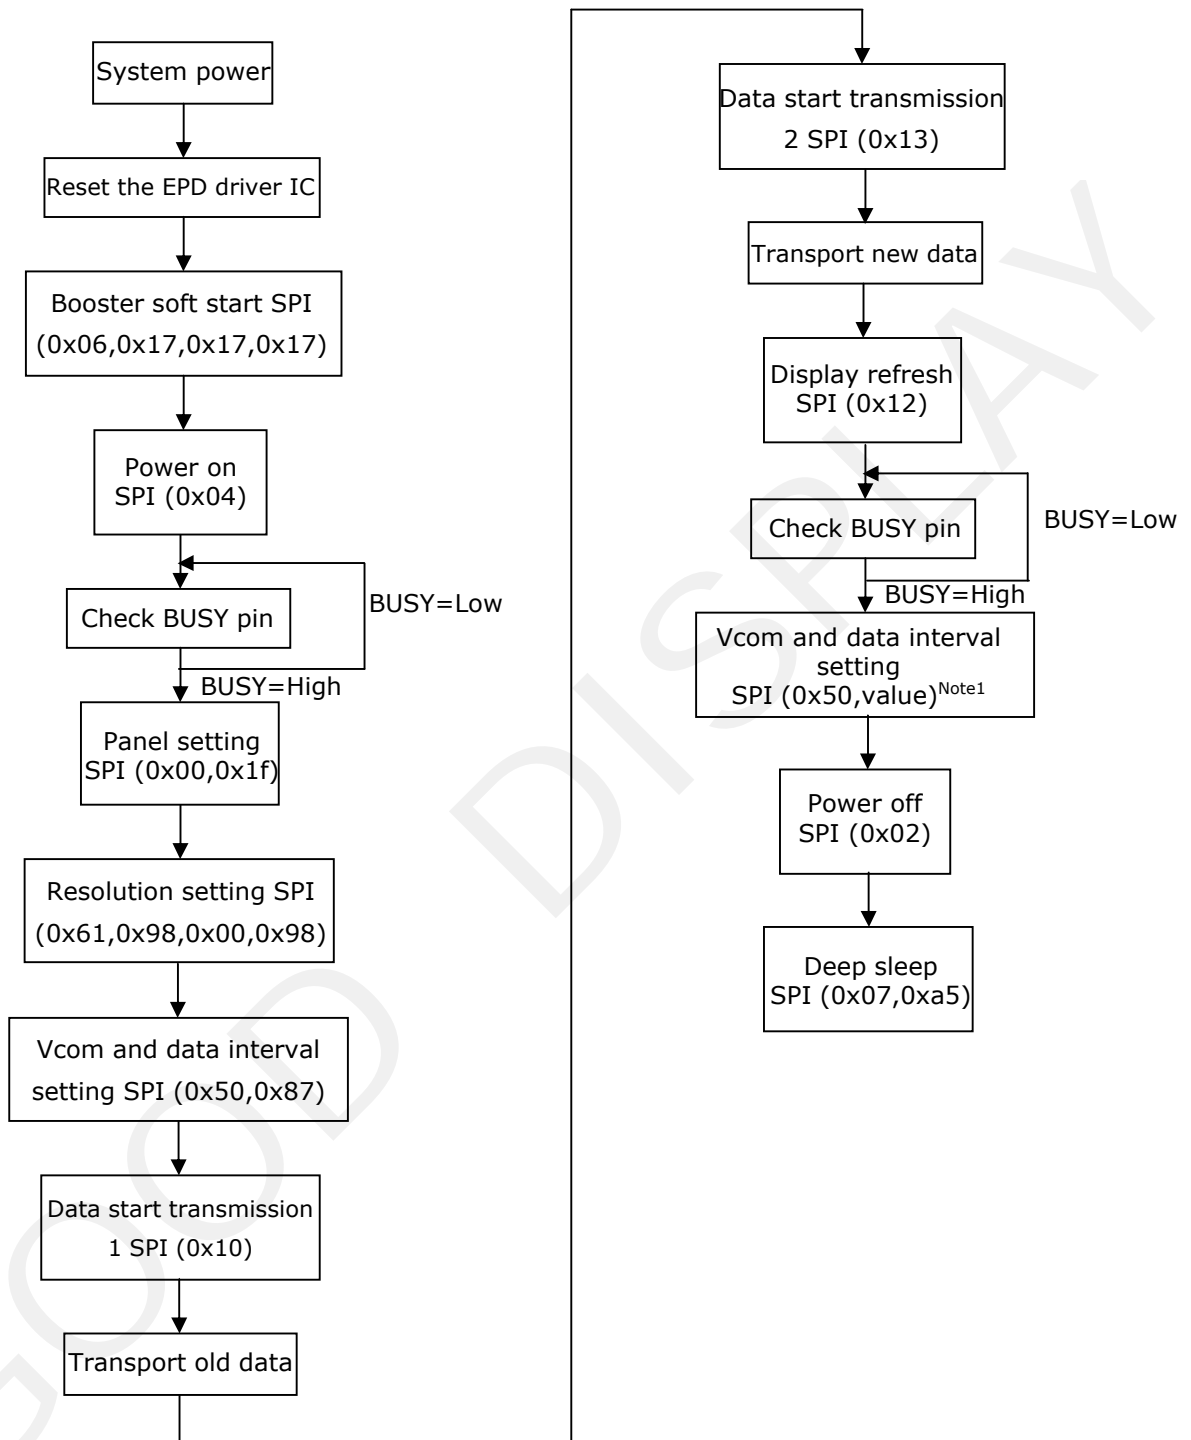 System power
Reset the EPD driver IC
Booster soft start SPI
(0x06,0x17,0x17,0x17)
Power on
SPI (0x04)
Check BUSY pin
BUSY=Low
BUSY=High
Panel setting
SPI (0x00,0x1f)
Resolution setting SPI
(0x61,0x98,0x00,0x98)
Vcom and data interval
setting SPI (0x50,0x87)
Data start transmission
1 SPI (0x10)
Transport old data
Data start transmission
2 SPI (0x13)
Transport new data
Display refresh
SPI (0x12)
Check BUSY pin
BUSY=Low
BUSY=High
Vcom and data interval
setting
SPI (0x50,value)Note1
Power off
SPI (0x02)
Deep sleep
SPI (0x07,0xa5)
GOOD DISPLAY